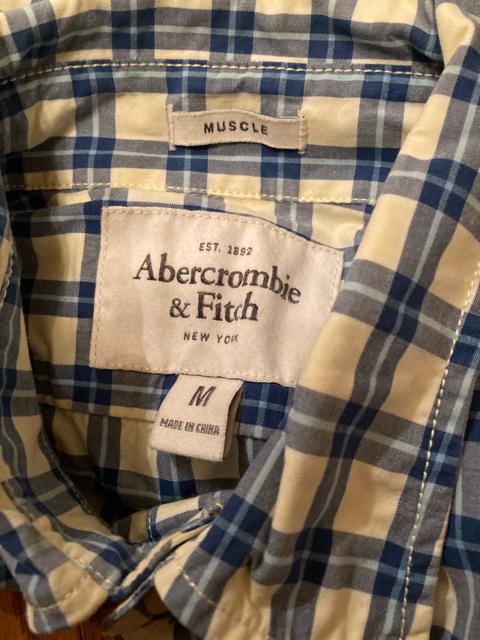 MUSCLE
EST. 1892
Abercrombie
& Fitch
NEW YORK
M
MADE IN CHINA